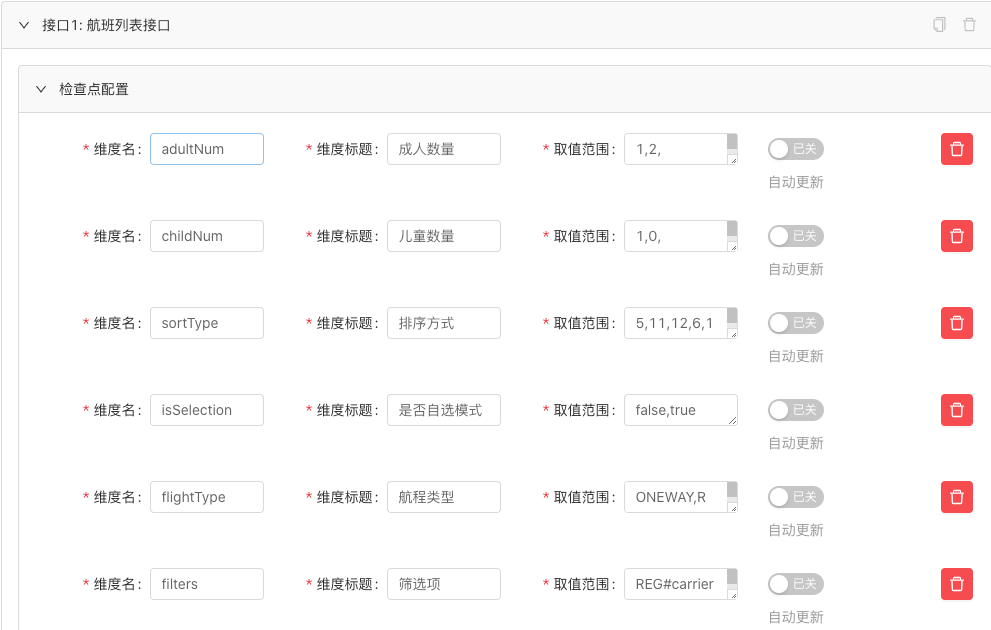 接口1: 航班列表接口
检查点配置
* 维度名: adultNum * 维度标题: 成人数量 * 取值范围: 1,2, 已关
自动更新
* 维度名: childNum * 维度标题: 儿童数量 * 取值范围: 1,0, 已关
自动更新
* 维度名: sortType * 维度标题: 排序方式 * 取值范围: 5,11,12,6,1 已关
自动更新
* 维度名: isSelection * 维度标题: 是否自选模式 * 取值范围: false,true 已关
自动更新
* 维度名: flightType * 维度标题: 航程类型 * 取值范围: ONEWAY,R 已关
自动更新
* 维度名: filters * 维度标题: 筛选项 * 取值范围: REG#carrier 已关
自动更新